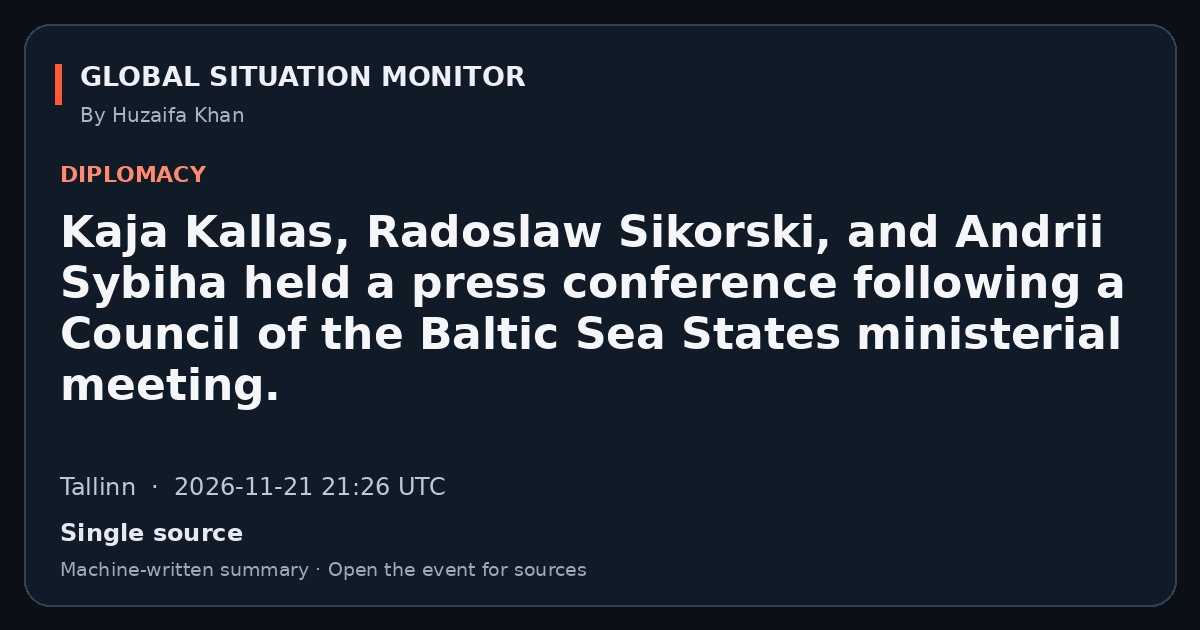 GLOBAL SITUATION MONITOR
By Huzaifa Khan
DIPLOMACY
Kaja Kallas, Radoslaw Sikorski, and Andrii
Sybiha held a press conference following a
Council of the Baltic Sea States ministerial
meeting.
Tallinn · 2026-11-21 21:26 UTC
Single source
Machine-written summary · Open the event for sources